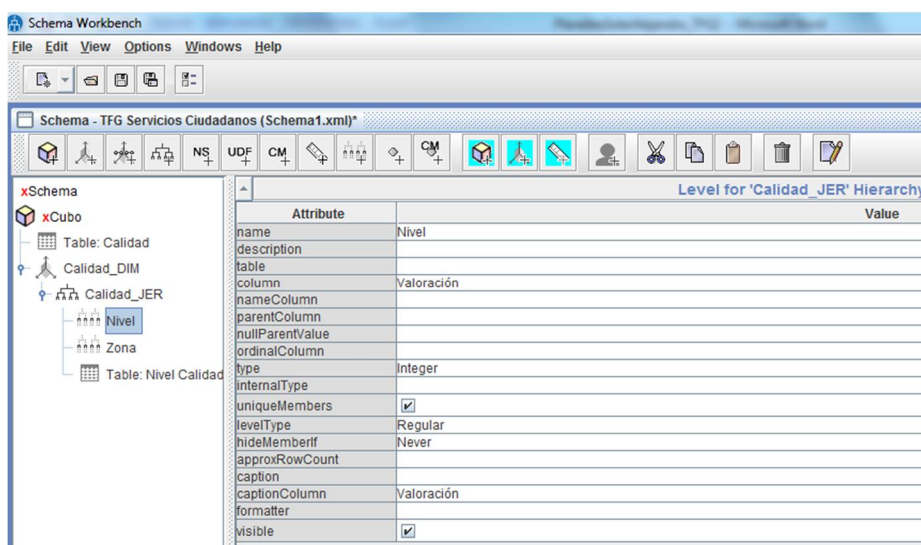 Schema Workbench
File Edit View Options Windows Help
Schema - TFG Servicios Ciudadanos (Schema1.xml)*
NS UDF CM CM
xSchema
xCubo
Table: Calidad
Calidad_DIM
Calidad_JER
Nivel
Zona
Table: Nivel Calidad
Level for 'Calidad_JER' Hierarchy
Attribute Value
name Nivel
description
table
column Valoración
nameColumn
parentColumn
nullParentValue
ordinalColumn
type Integer
internalType
uniqueMembers
levelType Regular
hideMemberIf Never
approxRowCount
caption
captionColumn Valoración
formatter
visible